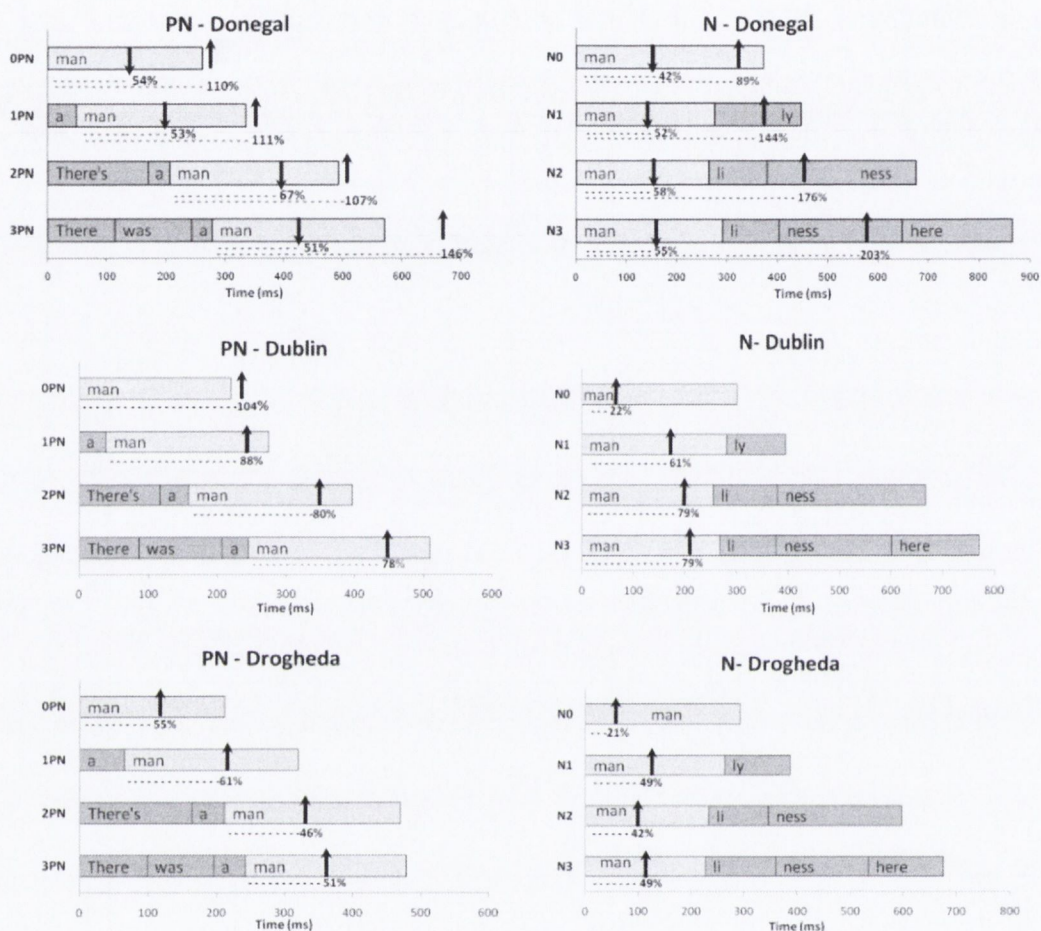 PN - Donegal
0PN
man
54%
110%
1PN
a man
53%
111%
2PN
There's a man
67%
107%
3PN
There was a man
51%
146%
0 100 200 300 400 500 600 700
Time (ms)
N - Donegal
N0
man
42%
89%
N1
man ly
52%
144%
N2
man li ness
58%
176%
N3
man li ness here
55%
203%
0 100 200 300 400 500 600 700 800 900
Time (ms)
PN - Dublin
0PN
man
104%
1PN
a man
88%
2PN
There's a man
80%
3PN
There was a man
78%
0 100 200 300 400 500 600
Time (ms)
N- Dublin
N0
man
22%
N1
man ly
61%
N2
man li ness
79%
N3
man li ness here
79%
0 100 200 300 400 500 600 700 800
Time (ms)
PN - Drogheda
0PN
man
55%
1PN
a man
61%
2PN
There's a man
46%
3PN
There was a man
51%
0 100 200 300 400 500 600
Time (ms)
N- Drogheda
N0
man
21%
N1
man ly
49%
N2
man li ness
42%
N3
man li ness here
49%
0 100 200 300 400 500 600 700 800
Time (ms)